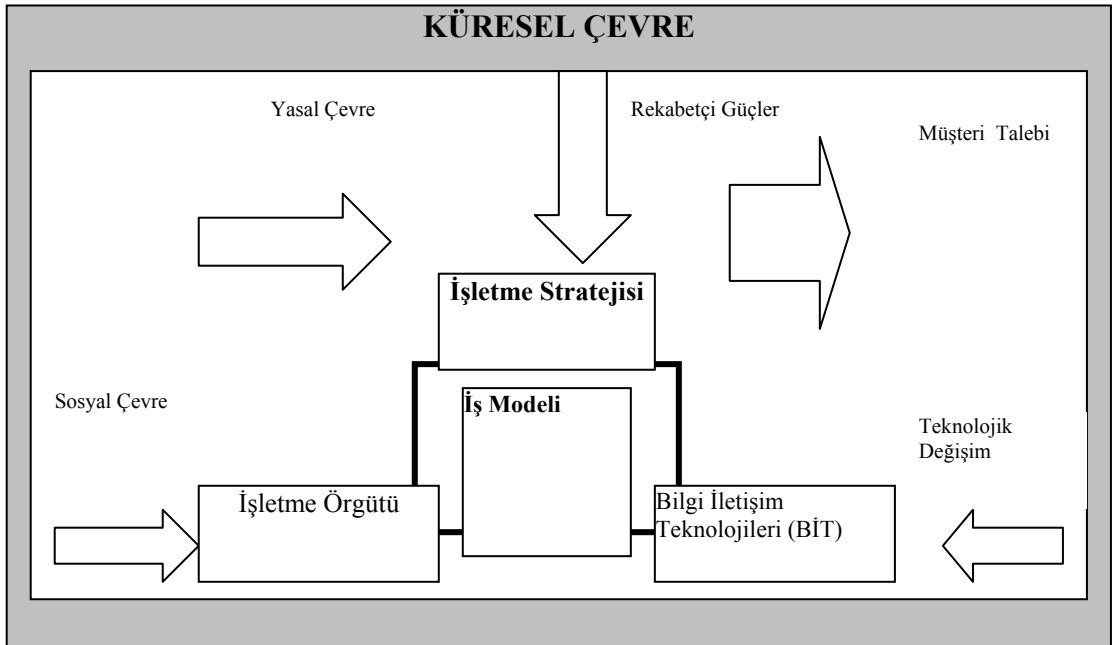 KÜRESEL ÇEVRE
Yasal Çevre
Rekabetçi Güçler
Müşteri Talebi
İşletme Stratejisi
Sosyal Çevre
İş Modeli
Teknolojik
Değişim
İşletme Örgütü
Bilgi İletişim
Teknolojileri (BİT)